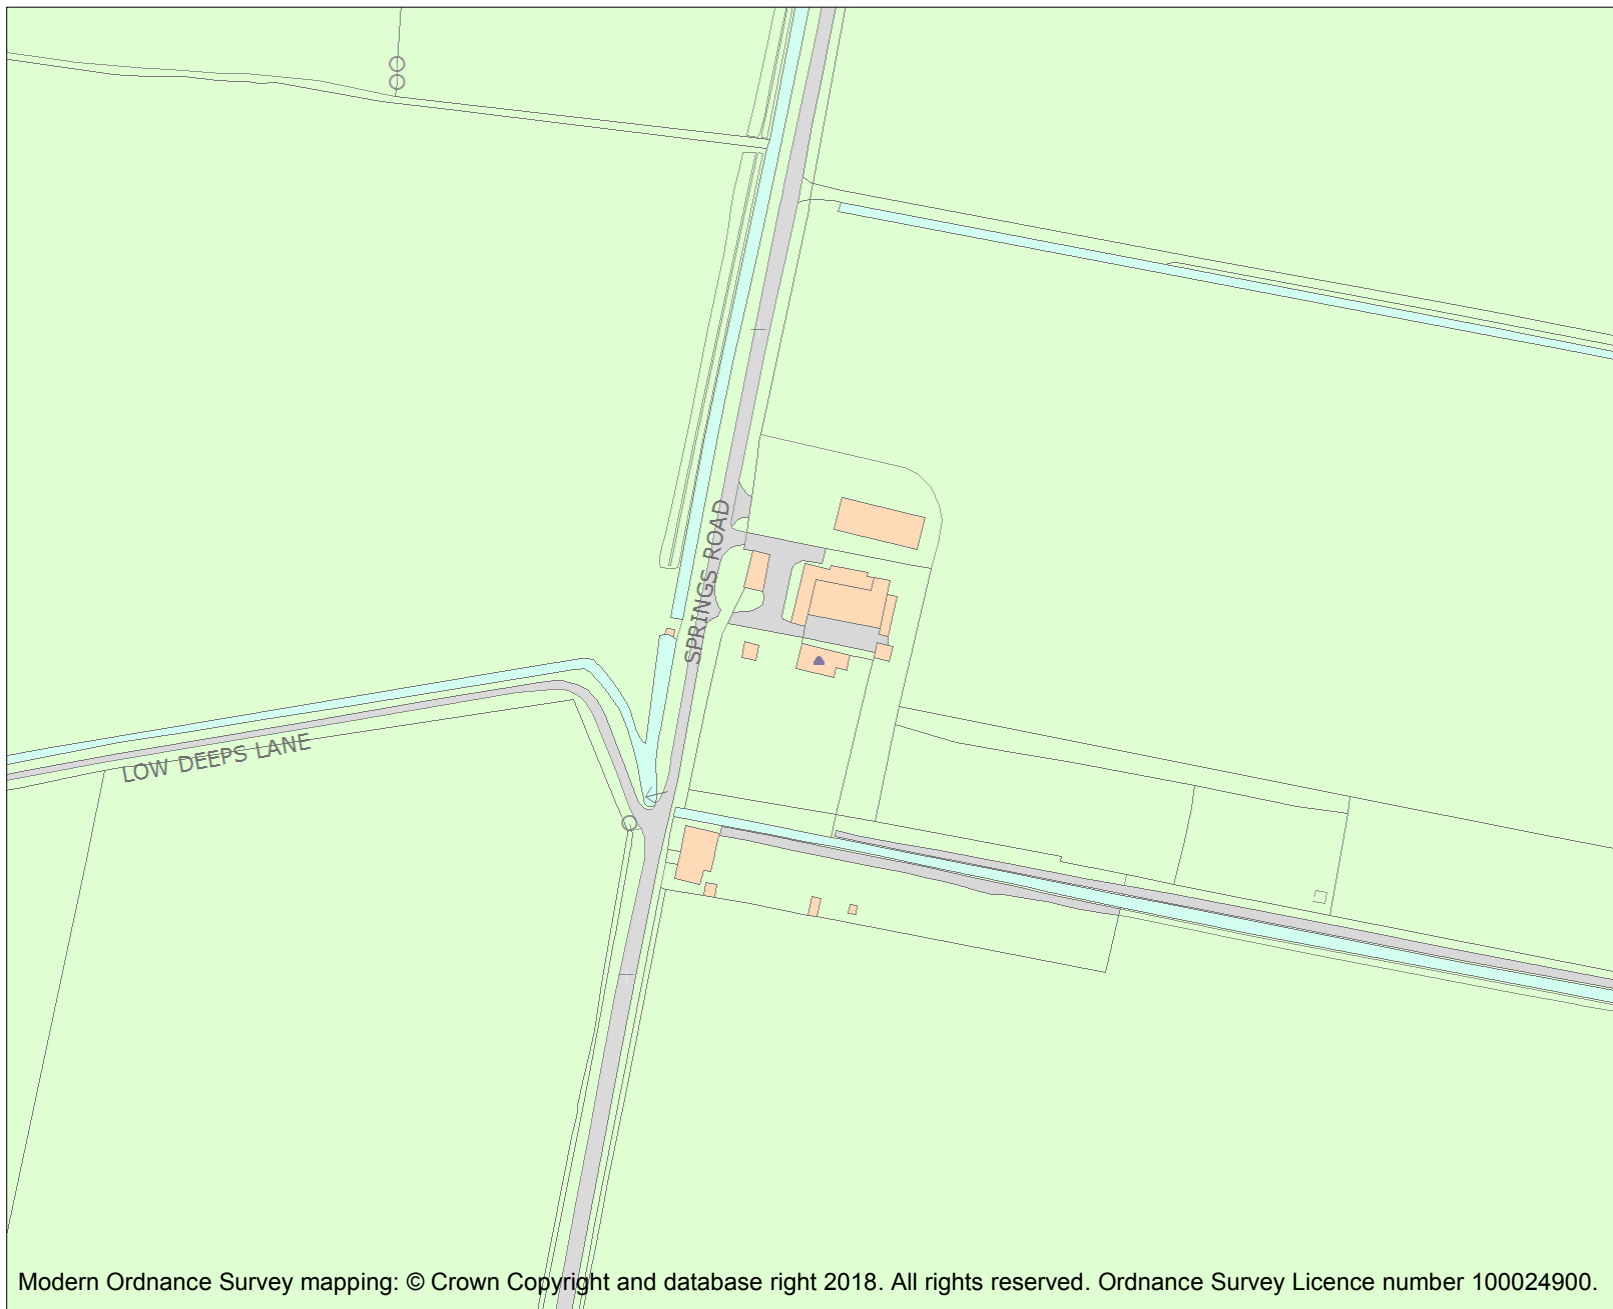 SPRINGS ROAD
LOW DEEPS LANE
Modern Ordnance Survey mapping: © Crown Copyright and database right 2018. All rights reserved. Ordnance Survey Licence number 100024900.